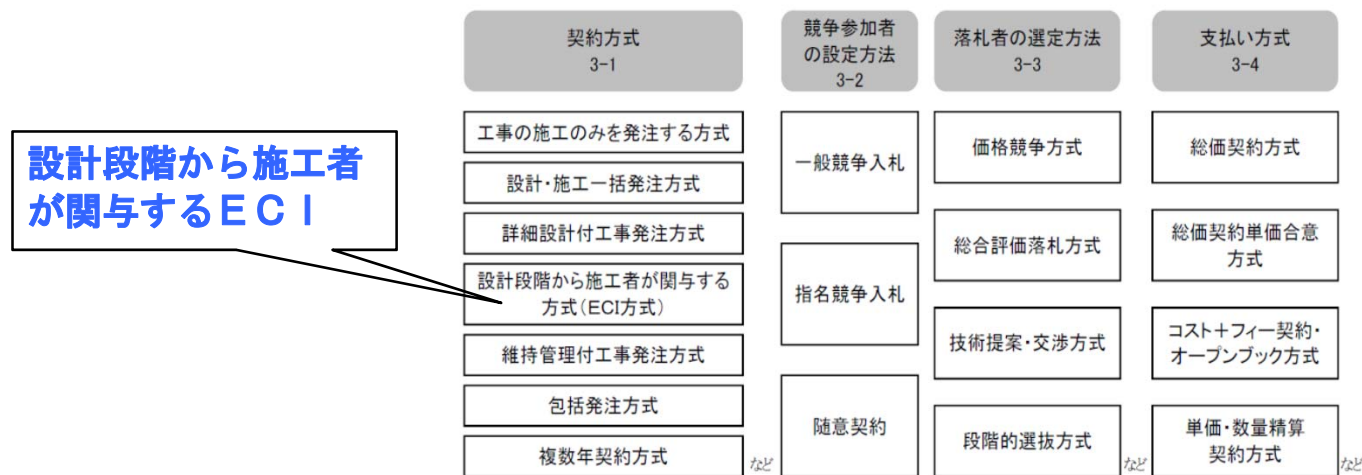 契約方式
3-1
競争参加者
の設定方法
3-2
落札者の選定方法
3-3
支払い方式
3-4
設計段階から施工者
が関与するＥＣＩ
工事の施工のみを発注する方式
設計・施工一括発注方式
詳細設計付工事発注方式
設計段階から施工者が関与する
方式（ECI方式）
維持管理付工事発注方式
包括発注方式
複数年契約方式
など
一般競争入札
指名競争入札
随意契約
価格競争方式
総合評価落札方式
技術提案・交渉方式
段階的選抜方式
など
総価契約方式
総価契約単価合意
方式
コスト＋フィー契約・
オープンブック方式
単価・数量精算
契約方式
など